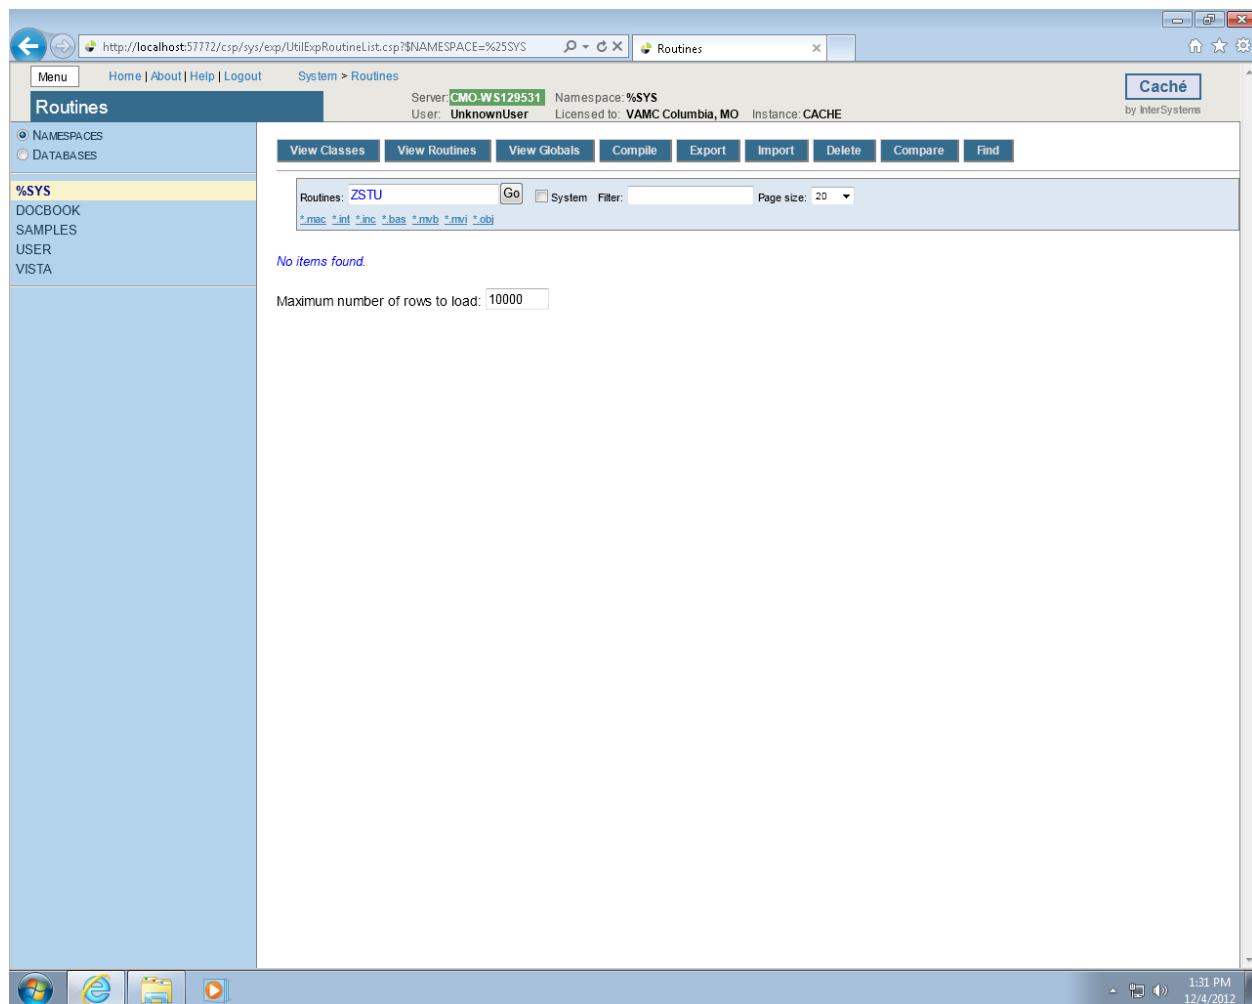 http://localhost:57772/csp/sys/exp/UtilExpRoutineList.csp?$NAMESPACE=%25SYS
Routines
Menu Home | About | Help | Logout System > Routines
Routines
Server: CMO-WS129531 Namespace: %SYS
User: UnknownUser Licensed to: VAMC Columbia, MO Instance: CACHE
Caché
by InterSystems
NAMESPACES
DATABASES
%SYS
DOCBOOK
SAMPLES
USER
VISTA
View Classes View Routines View Globals Compile Export Import Delete Compare Find
Routines: ZSTU Go System Filter: Page size: 20
*.mac *.int *.inc *.bas *.mvb *.mvi *.obj
No items found.
Maximum number of rows to load: 10000
1:31 PM
12/4/2012